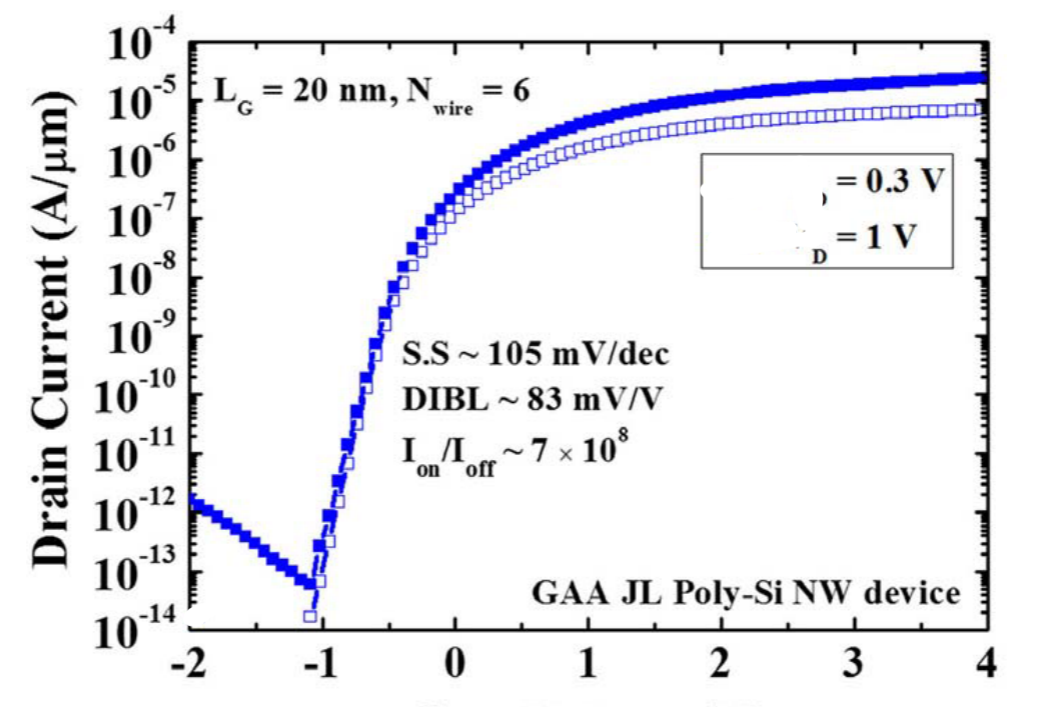 10⁻⁴
L_G = 20 nm, N_wire = 6
10⁻⁵
10⁻⁶
= 0.3 V
10⁻⁷
D = 1 V
10⁻⁸
10⁻⁹
S.S ~ 105 mV/dec
10⁻¹⁰
DIBL ~ 83 mV/V
10⁻¹¹
I_on/I_off ~ 7 × 10⁸
10⁻¹²
10⁻¹³
GAA JL Poly-Si NW device
10⁻¹⁴
-2 -1 0 1 2 3 4
Drain Current (A/μm)